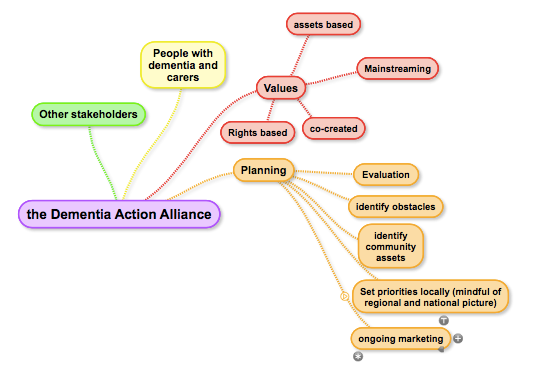 assets based
People with
dementia and
carers
Mainstreaming
Values
Other stakeholders
co-created
Rights based
Planning
Evaluation
identify obstacles
the Dementia Action Alliance
identify
community
assets
Set priorities locally (mindful of
regional and national picture)
ongoing marketing